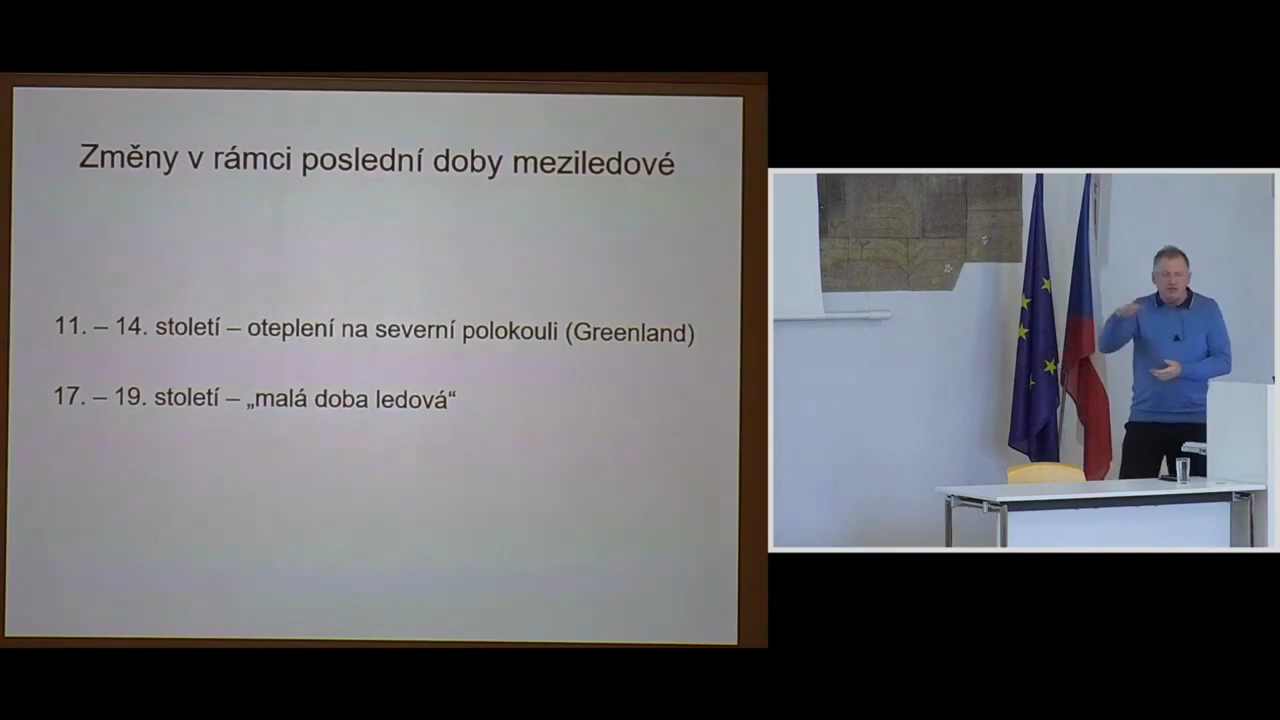 Změny v rámci poslední doby meziledové
11. – 14. století – oteplení na severní polokouli (Greenland)
17. – 19. století – „malá doba ledová“